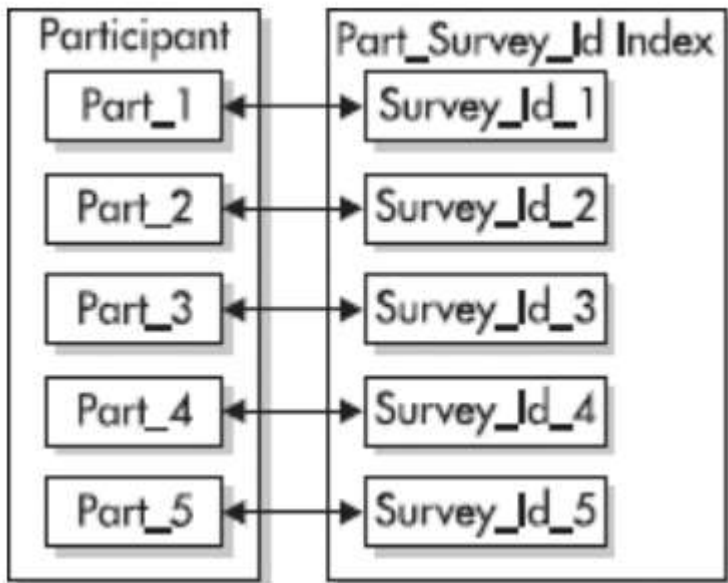 Participant
Part_1
Part_2
Part_3
Part_4
Part_5
Part_Survey_Id Index
Survey_Id_1
Survey_Id_2
Survey_Id_3
Survey_Id_4
Survey_Id_5